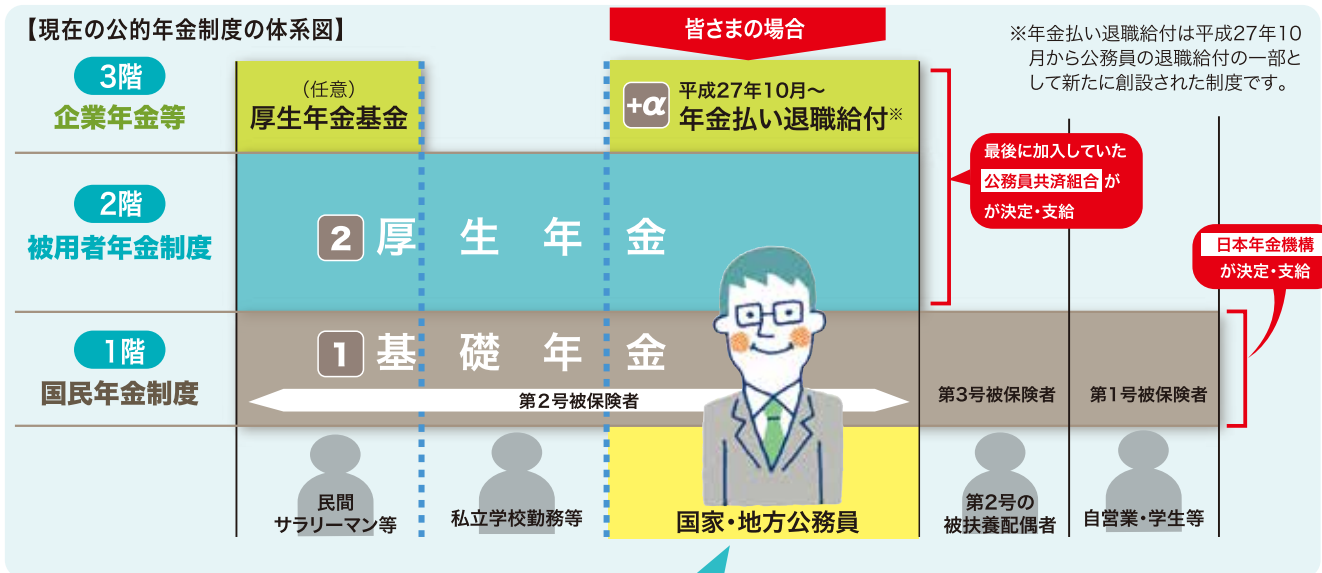 【現在の公的年金制度の体系図】
皆さまの場合
※年金払い退職給付は平成27年10
月から公務員の退職給付の一部と
して新たに創設された制度です。
3階
企業年金等
（任意）
厚生年金基金
+α
平成27年10月～
年金払い退職給付※
最後に加入していた
公務員共済組合が
が決定・支給
2階
被用者年金制度
2 厚生年金
日本年金機構
が決定・支給
1階
国民年金制度
1 基礎年金
第2号被保険者
第3号被保険者
第1号被保険者
民間
サラリーマン等
私立学校勤務等
国家・地方公務員
第2号の
被扶養配偶者
自営業・学生等